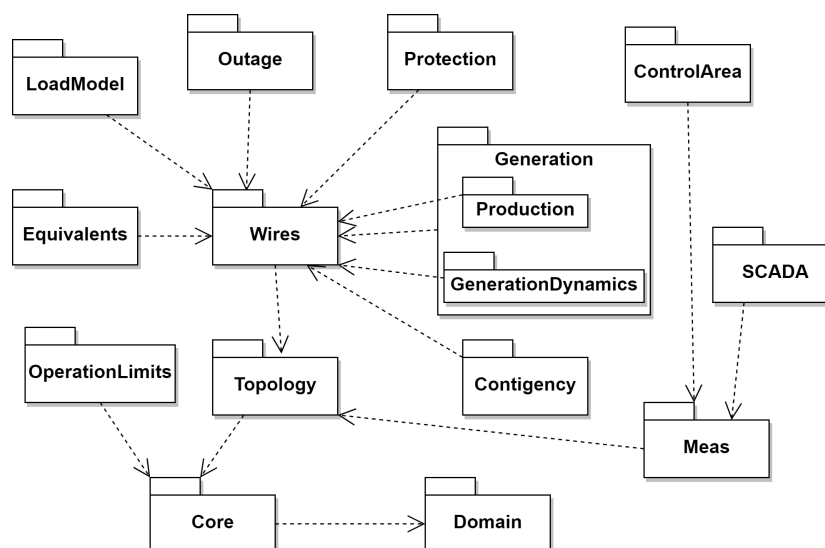 Outage
Protection
ControlArea
LoadModel
Generation
Production
Equivalents
Wires
SCADA
GenerationDynamics
OperationLimits
Topology
Contigency
Meas
Core
Domain